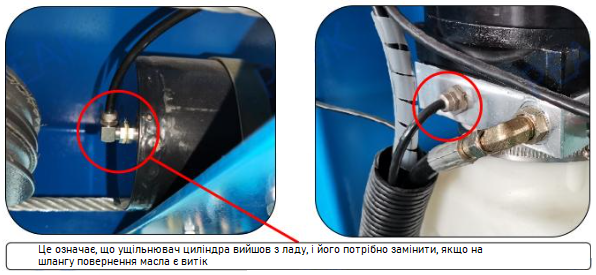 Це означає, що ущільнювач циліндра вийшов з ладу, і його потрібно замінити, якщо на
шлангу повернення масла є витік